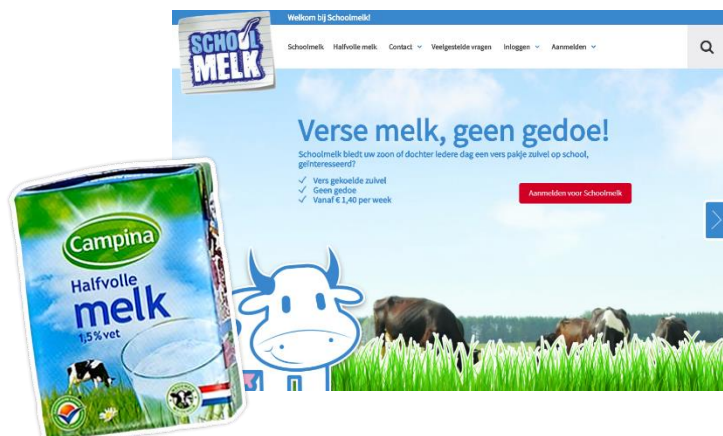 Welkom bij Schoolmelk!
SCHOOL
MELK
Schoolmelk Halfvolle melk Contact Veelgestelde vragen Inloggen Aanmelden
Verse melk, geen gedoe!
Schoolmelk biedt uw zoon of dochter iedere dag een vers pakje zuivel op school,
geïnteresseerd?
Vers gekoelde zuivel
Geen gedoe
Vanaf € 1,40 per week
Aanmelden voor Schoolmelk
Campina
Halfvolle
melk
1,5% vet